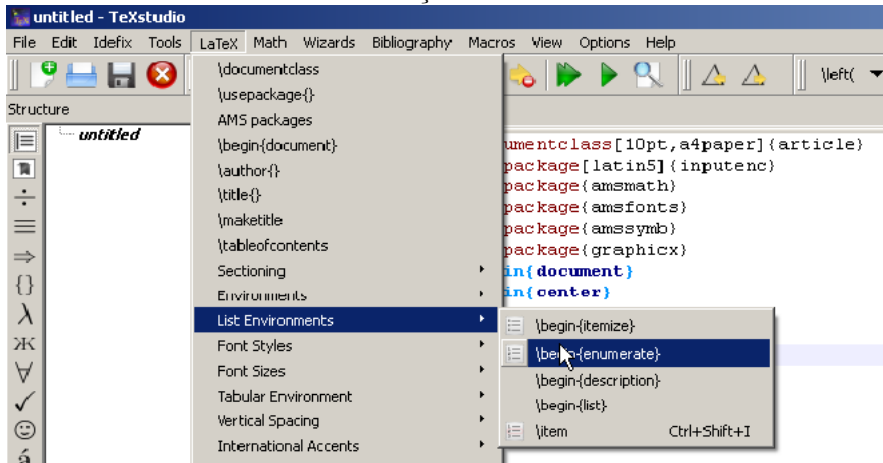 untitled - TeXstudio
File Edit Idefix Tools LaTeX Math Wizards Bibliography Macros View Options Help
\left(
Structure
untitled
\documentclass
\usepackage{}
AMS packages
\begin{document}
\author{}
\title{}
\maketitle
\tableofcontents
Sectioning
Environments
List Environments
Font Styles
Font Sizes
Tabular Environment
Vertical Spacing
International Accents
umentclass[10pt,a4paper]{article}
package[latin5]{inputenc}
package{amsmath}
package{amsfonts}
package{amssymb}
package{graphicx}
in{document}
in{center}
\begin{itemize}
\begin{enumerate}
\begin{description}
\begin{list}
\item Ctrl+Shift+I